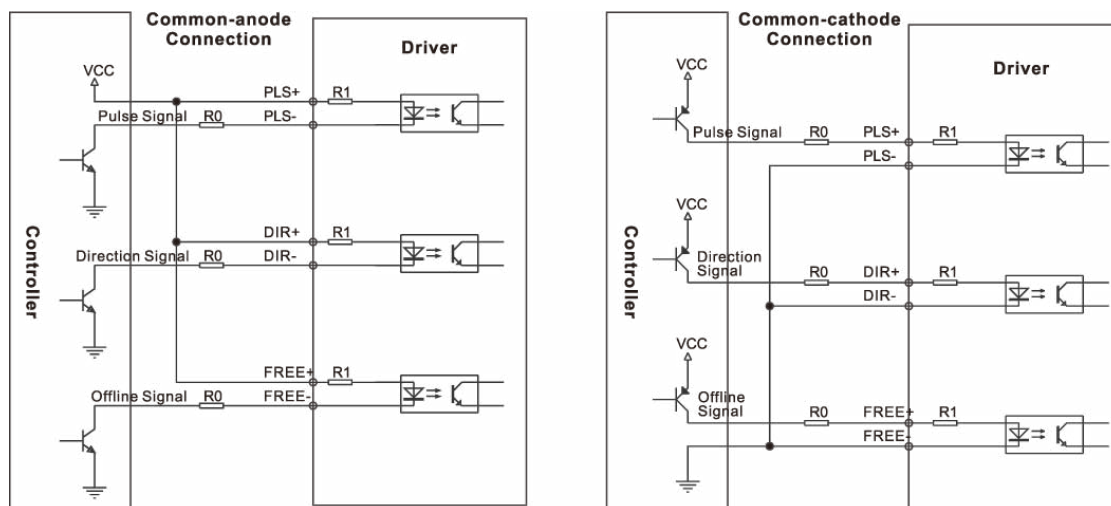 Common-anode
Connection
Driver
VCC
PLS+
R1
Pulse Signal
R0
PLS-
DIR+
R1
Direction Signal
R0
DIR-
FREE+
R1
Offline Signal
R0
FREE-
Controller
Common-cathode
Connection
Driver
VCC
Pulse Signal
R0
PLS+
R1
PLS-
VCC
Direction
Signal
R0
DIR+
R1
DIR-
VCC
Offline
Signal
R0
FREE+
R1
FREE-
Controller